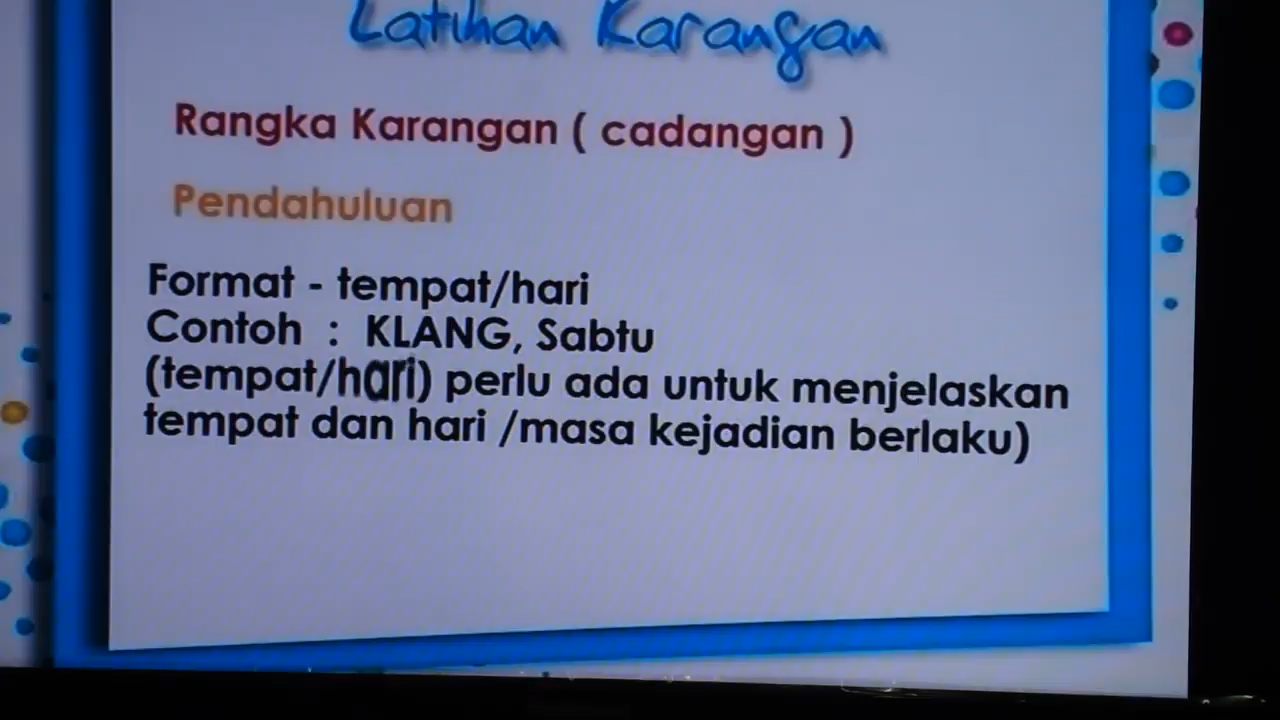 Latihan Karangan
Rangka Karangan ( cadangan )
Pendahuluan
Format - tempat/hari
Contoh : KLANG, Sabtu
(tempat/hari) perlu ada untuk menjelaskan
tempat dan hari /masa kejadian berlaku)